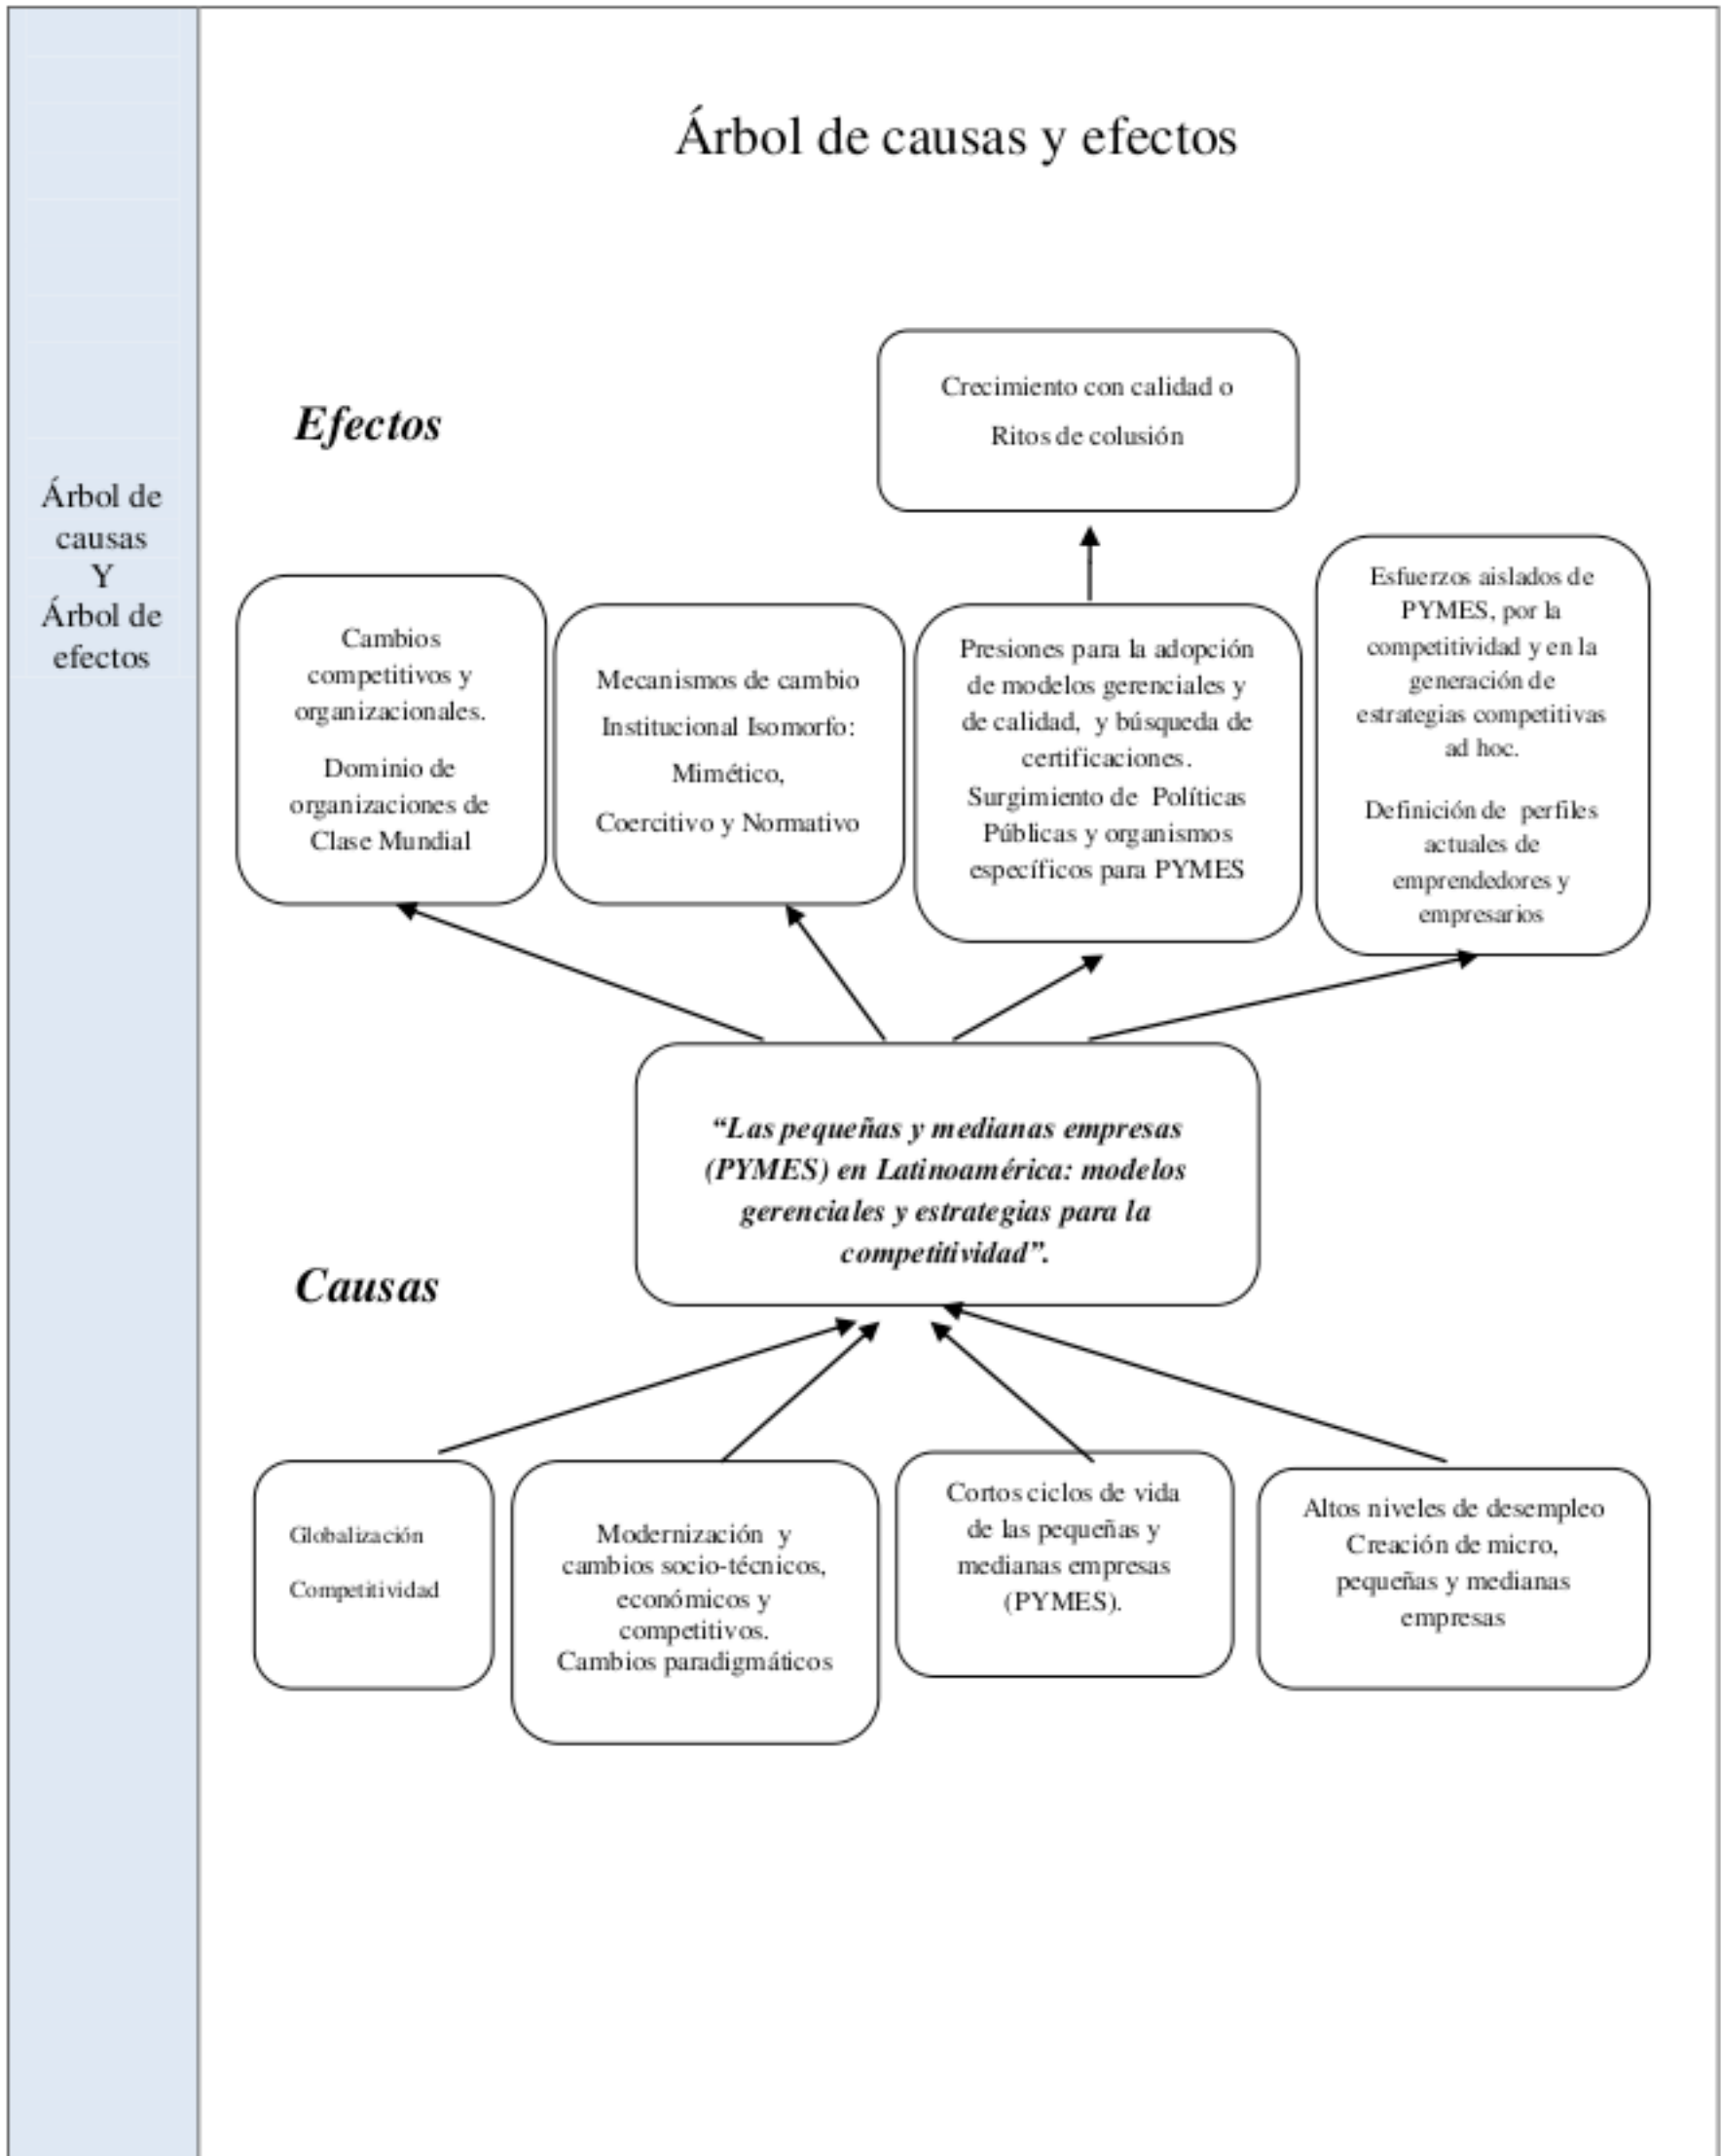 Árbol de causas y efectos
Árbol de
causas
Y
Árbol de
efectos
Efectos
Crecimiento con calidad o
Ritos de colusión
Cambios
competitivos y
organizacionales.
Dominio de
organizaciones de
Clase Mundial
Mecanismos de cambio
Institucional Isomorfo:
Mimético,
Coercitivo y Normativo
Presiones para la adopción
de modelos gerenciales y
de calidad, y búsqueda de
certificaciones.
Surgimiento de Políticas
Públicas y organismos
específicos para PYMES
Esfuerzos aislados de
PYMES, por la
competitividad y en la
generación de
estrategias competitivas
ad hoc.
Definición de perfiles
actuales de
emprendedores y
empresarios
“Las pequeñas y medianas empresas
(PYMES) en Latinoamérica: modelos
gerenciales y estrategias para la
competitividad”.
Causas
Globalización
Competitividad
Modernización y
cambios socio-técnicos,
económicos y
competitivos.
Cambios paradigmáticos
Cortos ciclos de vida
de las pequeñas y
medianas empresas
(PYMES).
Altos niveles de desempleo
Creación de micro,
pequeñas y medianas
empresas